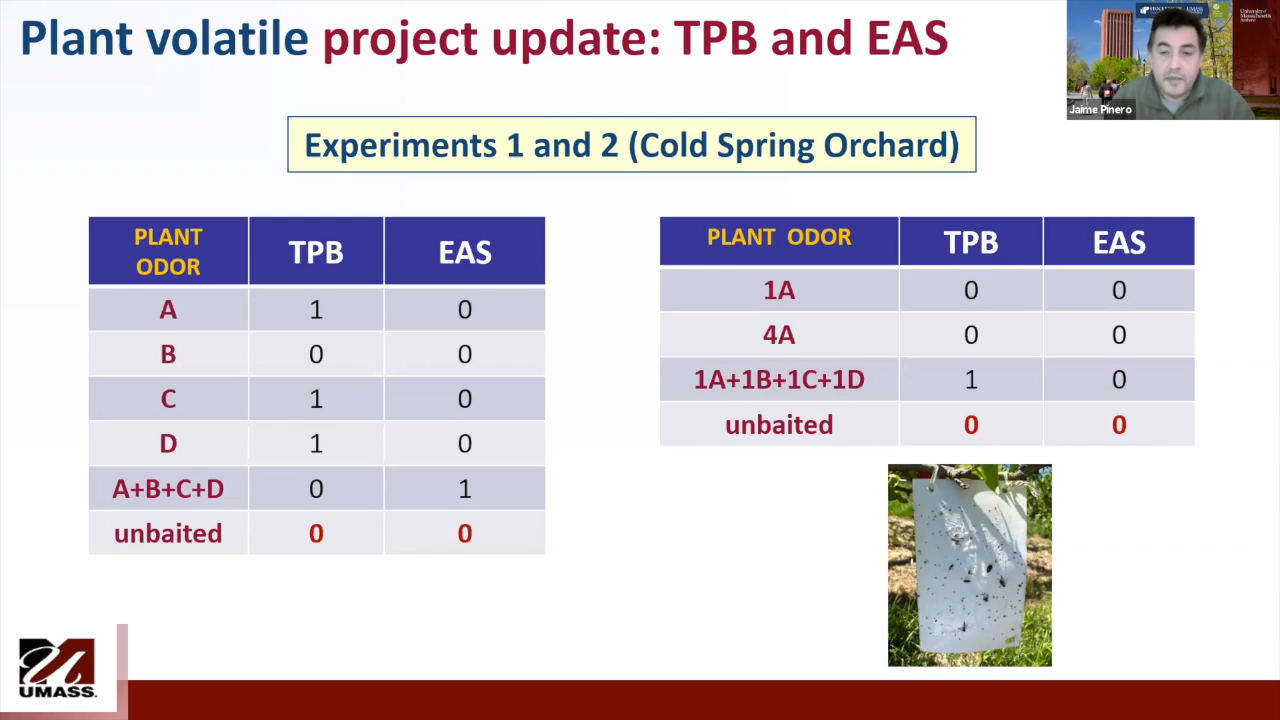 Plant volatile project update: TPB and EAS
Jaime Pinero
Experiments 1 and 2 (Cold Spring Orchard)
PLANT ODOR TPB EAS
A 1 0
B 0 0
C 1 0
D 1 0
A+B+C+D 0 1
unbaited 0 0
PLANT ODOR TPB EAS
1A 0 0
4A 0 0
1A+1B+1C+1D 1 0
unbaited 0 0
UMASS.